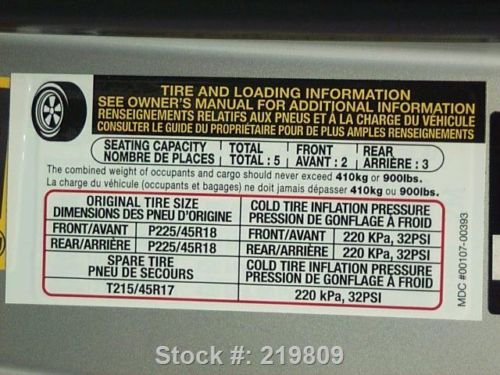 TIRE AND LOADING INFORMATION
SEE OWNER'S MANUAL FOR ADDITIONAL INFORMATION
RENSEIGNEMENTS RELATIFS AUX PNEUS ET À LA CHARGE DU VÉHICULE
CONSULTER LE GUIDE DU PROPRIÉTAIRE POUR DE PLUS AMPLES RENSEIGNEMENTS
SEATING CAPACITY TOTAL FRONT REAR
NOMBRE DE PLACES TOTAL : 5 AVANT : 2 ARRIÈRE : 3
The combined weight of occupants and cargo should never exceed 410kg or 900lbs.
La charge du véhicule (occupants et bagages) ne doit jamais dépasser 410kg ou 900lbs.
ORIGINAL TIRE SIZE COLD TIRE INFLATION PRESSURE
DIMENSIONS DES PNEU D'ORIGINE PRESSION DE GONFLAGE À FROID
FRONT/AVANT P225/45R18 FRONT/AVANT 220 KPa, 32PSI
REAR/ARRIÈRE P225/45R18 REAR/ARRIÈRE 220 KPa, 32PSI
SPARE TIRE COLD TIRE INFLATION PRESSURE
PNEU DE SECOURS PRESSION DE GONFLAGE À FROID
T215/45R17 220 kPa, 32PSI
MDC #00107-00393
Stock #: 219809